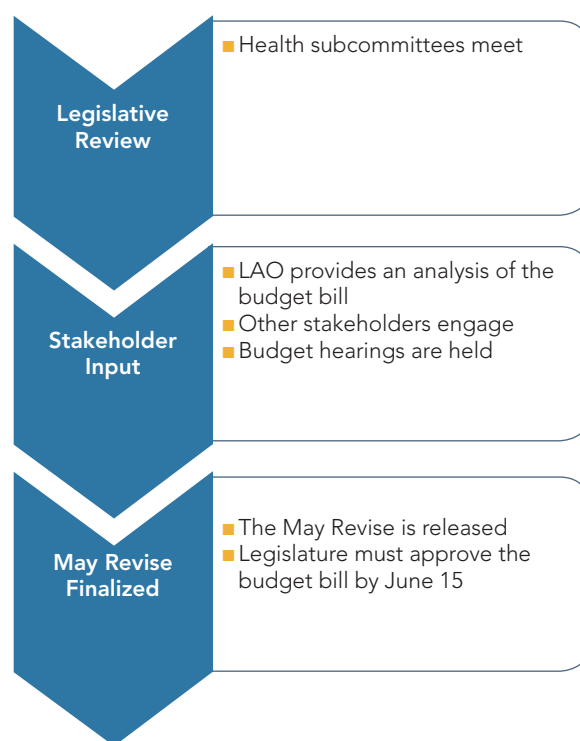 Legislative
Review
■ Health subcommittees meet
Stakeholder
Input
■ LAO provides an analysis of the
budget bill
■ Other stakeholders engage
■ Budget hearings are held
May Revise
Finalized
■ The May Revise is released
■ Legislature must approve the
budget bill by June 15